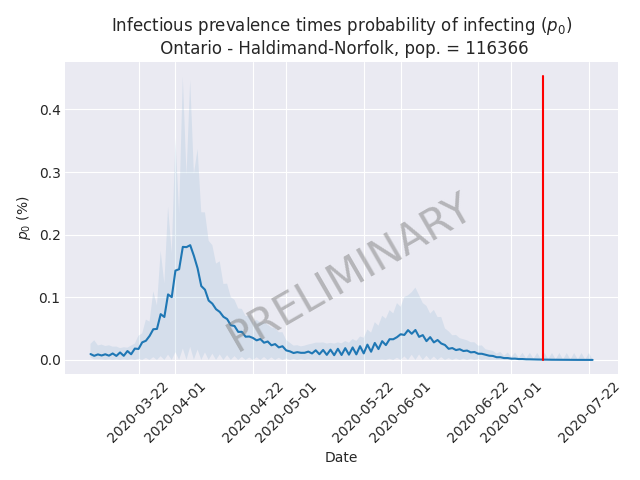 Infectious prevalence times probability of infecting (p₀)
Ontario - Haldimand-Norfolk, pop. = 116366
p₀ (%)
0.4
0.3
0.2
0.1
0.0
PRELIMINARY
2020-03-22
2020-04-01
2020-04-22
2020-05-01
2020-05-22
2020-06-01
2020-06-22
2020-07-01
2020-07-22
Date